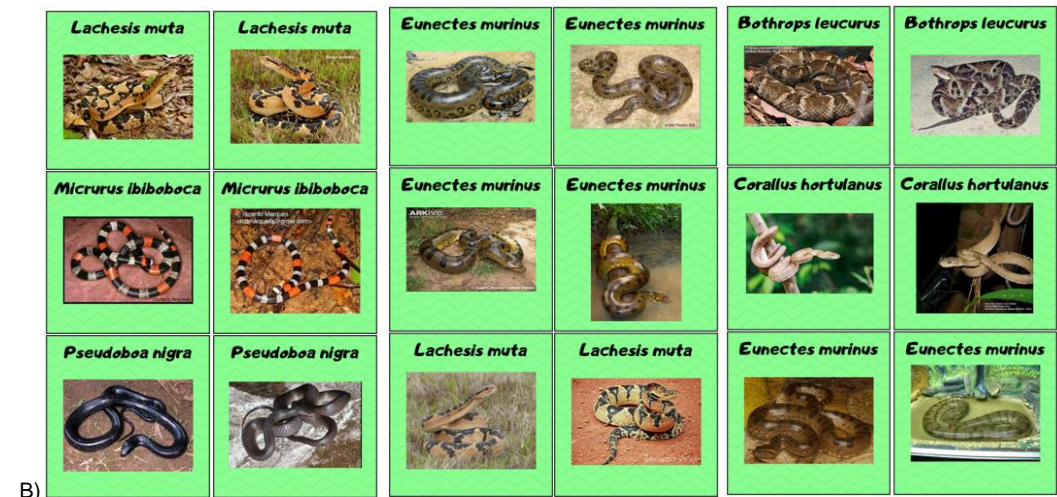 Lachesis muta
Lachesis muta
Eunectes murinus
Eunectes murinus
Bothrops leucurus
Bothrops leucurus
Micrurus ibiboboca
Micrurus ibiboboca
Eunectes murinus
Eunectes murinus
Corallus hortulanus
Corallus hortulanus
ARKIVE
Pseudoboa nigra
Pseudoboa nigra
Lachesis muta
Lachesis muta
Eunectes murinus
Eunectes murinus
B)